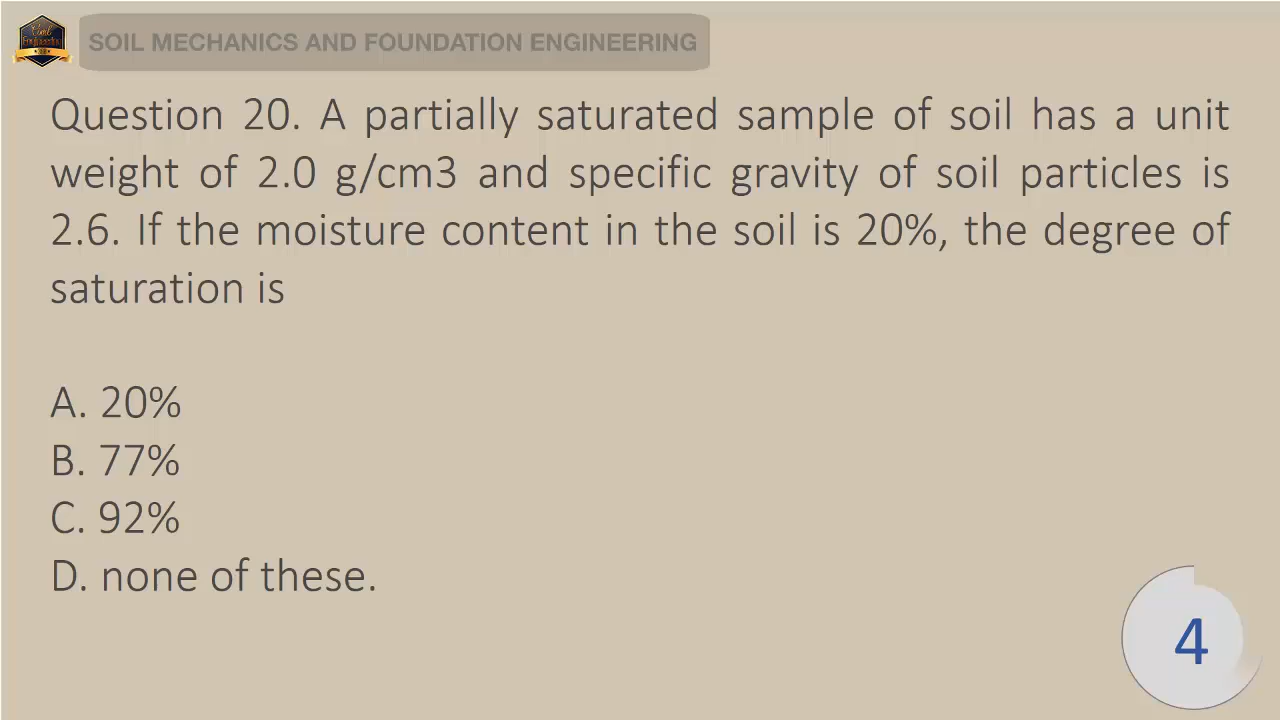 SOIL MECHANICS AND FOUNDATION ENGINEERING
Question 20. A partially saturated sample of soil has a unit
weight of 2.0 g/cm3 and specific gravity of soil particles is
2.6. If the moisture content in the soil is 20%, the degree of
saturation is
A. 20%
B. 77%
C. 92%
D. none of these.
4